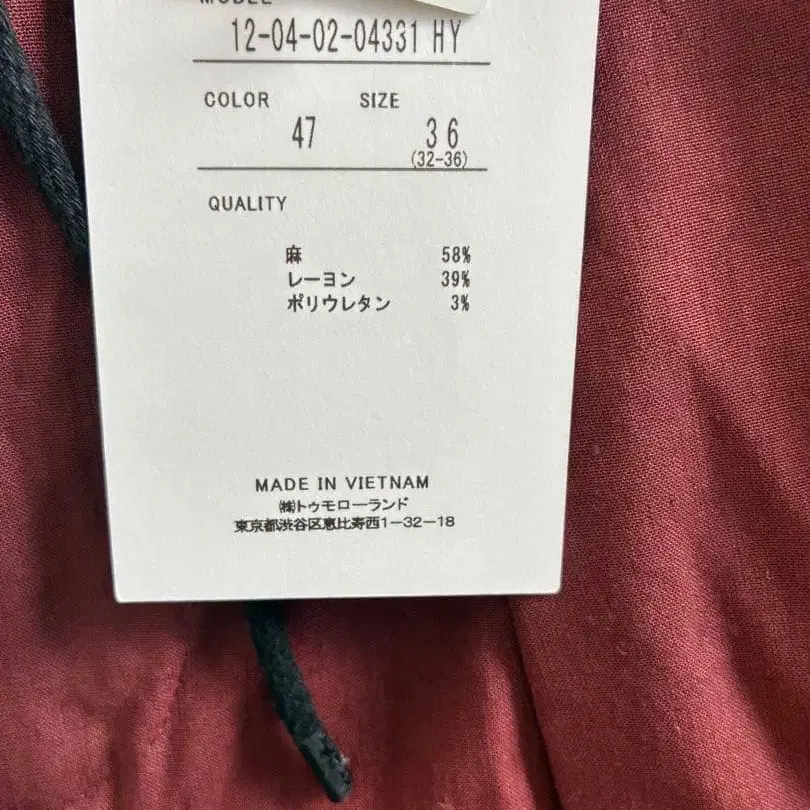 MODEL
12-04-02-04331 HY
COLOR SIZE
47 36
(32-36)
QUALITY
麻 58%
レーヨン 39%
ポリウレタン 3%
MADE IN VIETNAM
㈱トゥモローランド
東京都渋谷区恵比寿西1-32-18